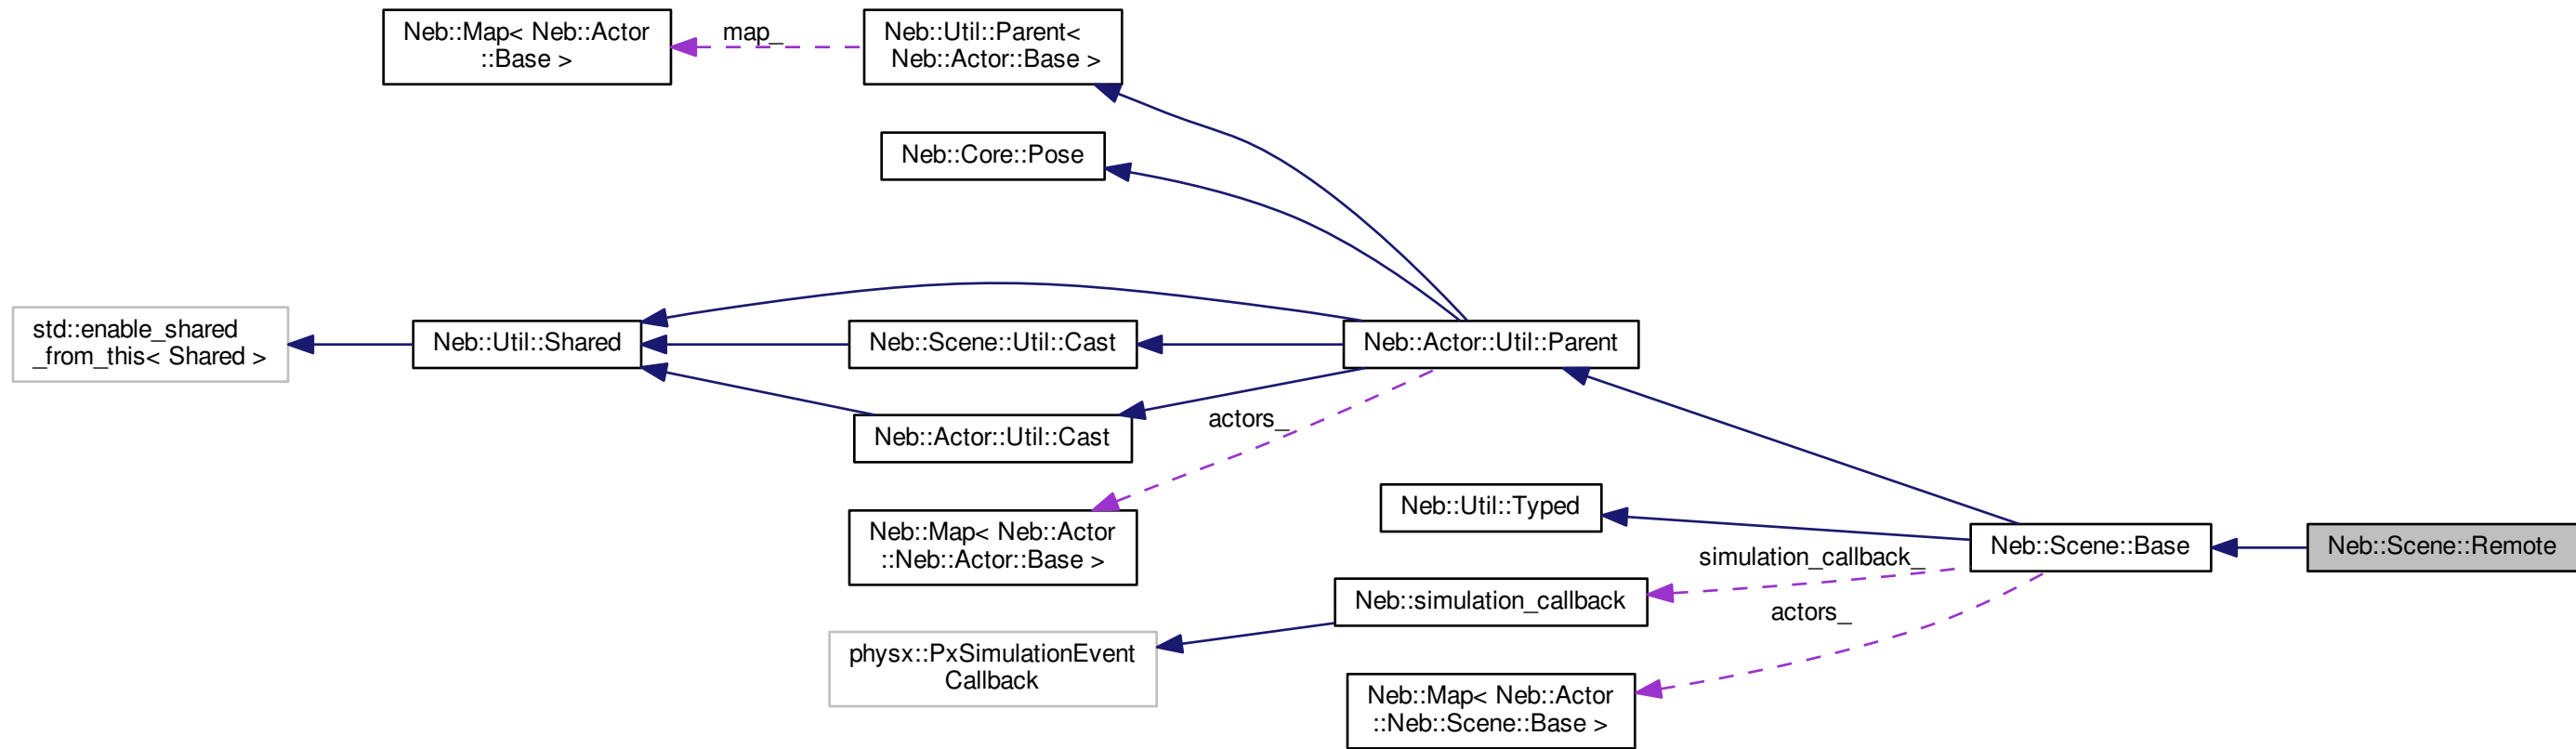 Neb::Map< Neb::Actor
::Base >
map_
Neb::Util::Parent<
Neb::Actor::Base >
Neb::Core::Pose
std::enable_shared
_from_this< Shared >
Neb::Util::Shared
Neb::Scene::Util::Cast
Neb::Actor::Util::Parent
Neb::Actor::Util::Cast
actors_
Neb::Map< Neb::Actor
::Neb::Actor::Base >
Neb::Util::Typed
Neb::Scene::Base
Neb::Scene::Remote
simulation_callback_
Neb::simulation_callback
actors_
physx::PxSimulationEvent
Callback
Neb::Map< Neb::Actor
::Neb::Scene::Base >